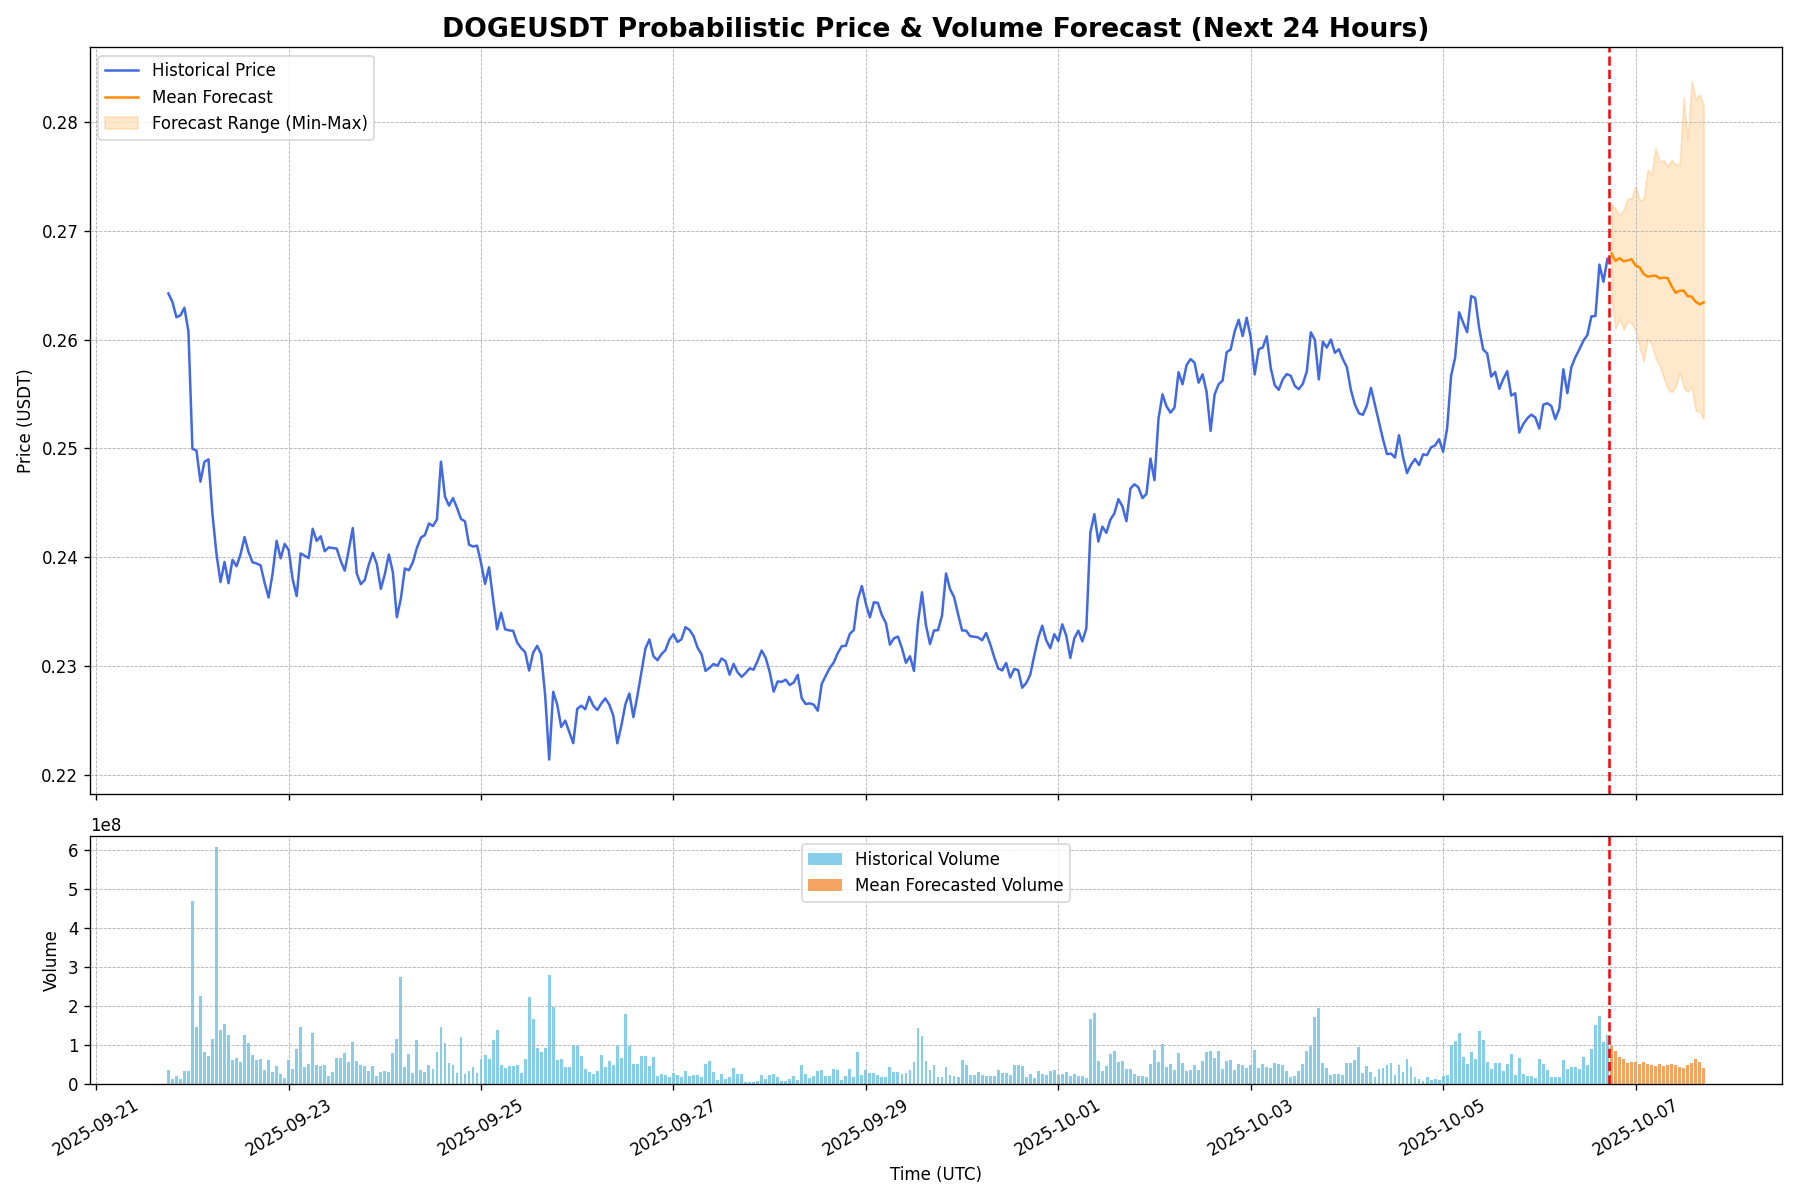 DOGEUSDT Probabilistic Price & Volume Forecast (Next 24 Hours)
Historical Price
Mean Forecast
Forecast Range (Min-Max)
0.28
0.27
0.26
0.25
0.24
0.23
0.22
Price (USDT)
1e8
Historical Volume
Mean Forecasted Volume
6
5
4
3
2
1
0
Volume
2025-09-21
2025-09-23
2025-09-25
2025-09-27
2025-09-29
2025-10-01
2025-10-03
2025-10-05
2025-10-07
Time (UTC)